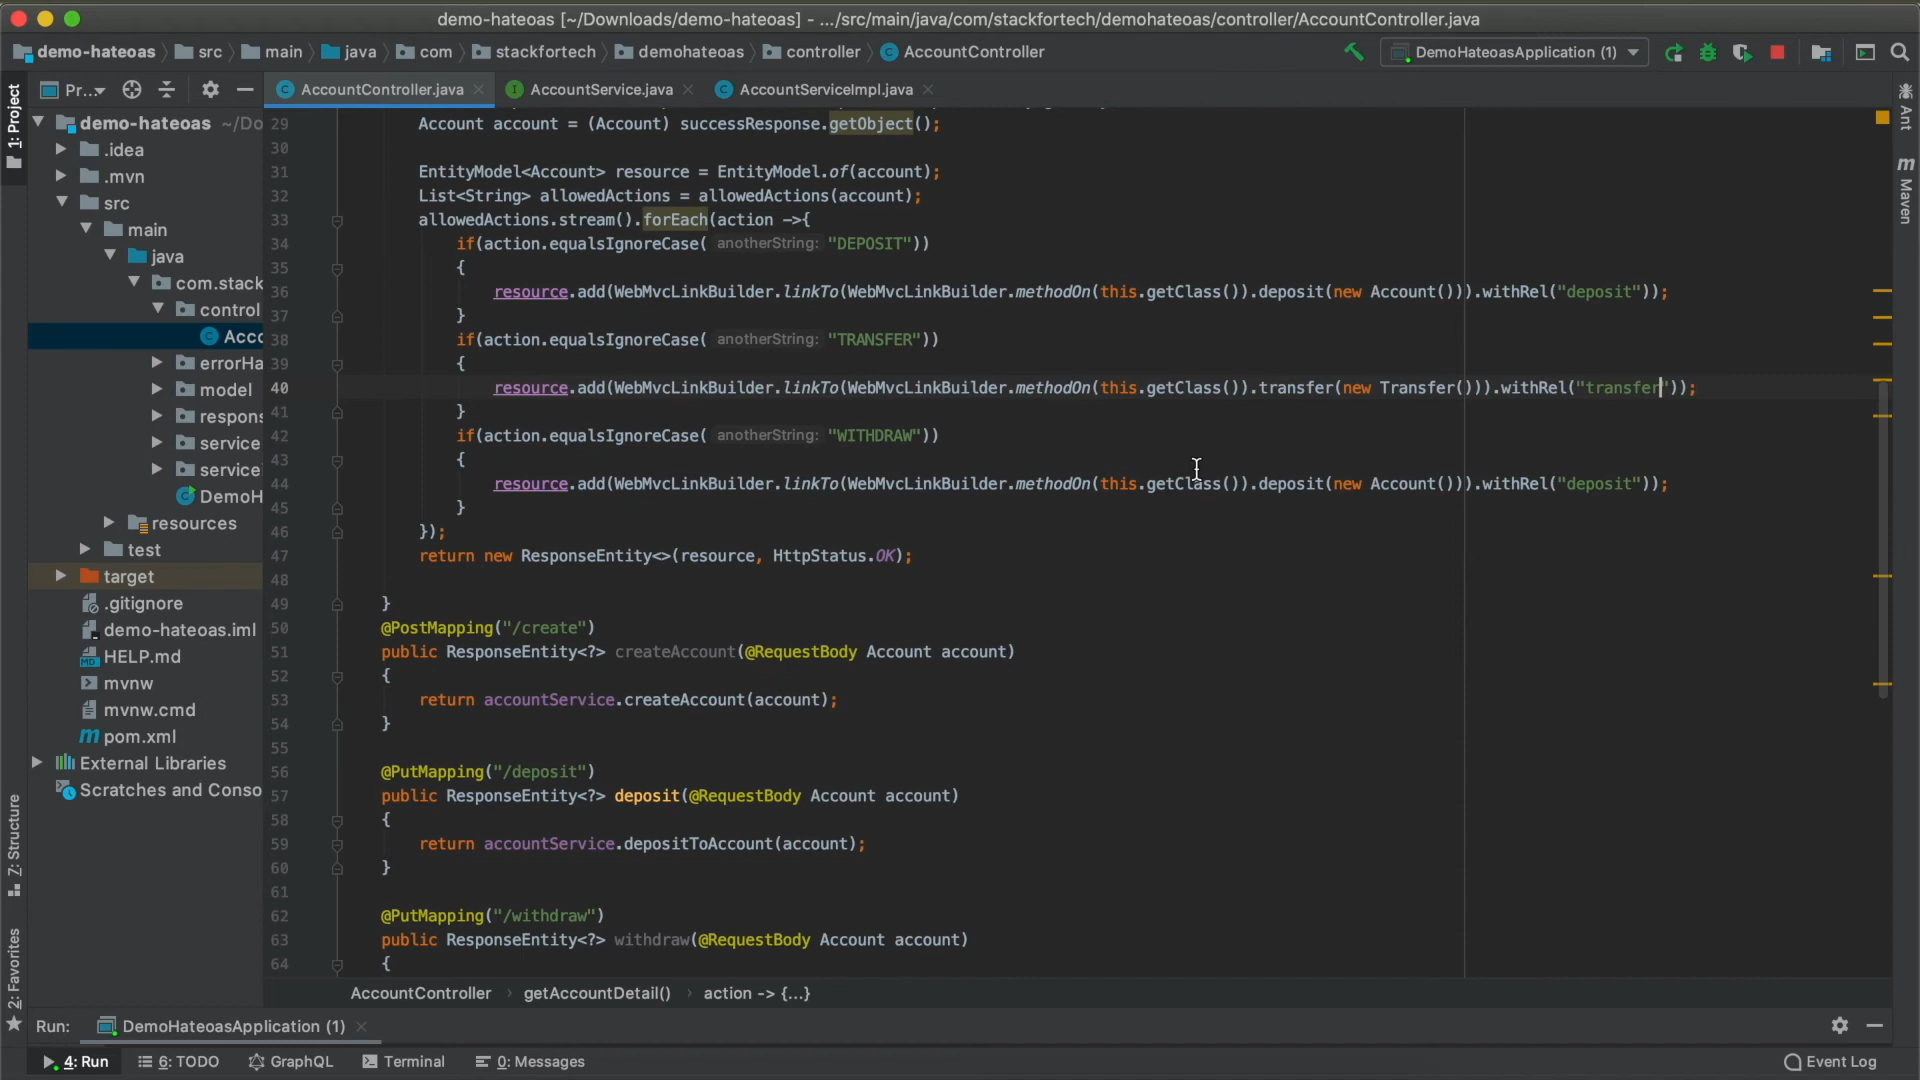 demo-hateoas [~/Downloads/demo-hateoas] - .../src/main/java/com/stackfortech/demohateoas/controller/AccountController.java
demo-hateoas src main java com stackfortech demohateoas controller AccountController DemoHateoasApplication (1)
Pr... AccountController.java AccountService.java AccountServiceImpl.java
1: Project
demo-hateoas ~/Do
.idea
.mvn
src
main
java
com.stack
control
Acco
errorHa
model
respons
service
service
DemoH
resources
test
target
.gitignore
demo-hateoas.iml
HELP.md
mvnw
mvnw.cmd
pom.xml
External Libraries
Scratches and Conso
Z: Structure
2: Favorites
29 Account account = (Account) successResponse.getObject();
30
31 EntityModel<Account> resource = EntityModel.of(account);
32 List<String> allowedActions = allowedActions(account);
33 allowedActions.stream().forEach(action ->{
34 if(action.equalsIgnoreCase( anotherString: "DEPOSIT"))
35 {
36 resource.add(WebMvcLinkBuilder.linkTo(WebMvcLinkBuilder.methodOn(this.getClass()).deposit(new Account())).withRel("deposit"));
37 }
38 if(action.equalsIgnoreCase( anotherString: "TRANSFER"))
39 {
40 resource.add(WebMvcLinkBuilder.linkTo(WebMvcLinkBuilder.methodOn(this.getClass()).transfer(new Transfer())).withRel("transfer"));
41 }
42 if(action.equalsIgnoreCase( anotherString: "WITHDRAW"))
43 {
44 resource.add(WebMvcLinkBuilder.linkTo(WebMvcLinkBuilder.methodOn(this.getClass()).deposit(new Account())).withRel("deposit"));
45 }
46 });
47 return new ResponseEntity<>(resource, HttpStatus.OK);
48
49 }
50 @PostMapping("/create")
51 public ResponseEntity<?> createAccount(@RequestBody Account account)
52 {
53 return accountService.createAccount(account);
54 }
55
56 @PutMapping("/deposit")
57 public ResponseEntity<?> deposit(@RequestBody Account account)
58 {
59 return accountService.depositToAccount(account);
60 }
61
62 @PutMapping("/withdraw")
63 public ResponseEntity<?> withdraw(@RequestBody Account account)
64 {
Ant
m Maven
AccountController getAccountDetail() action -> {...}
Run: DemoHateoasApplication (1)
4: Run 6: TODO GraphQL Terminal 0: Messages Event Log